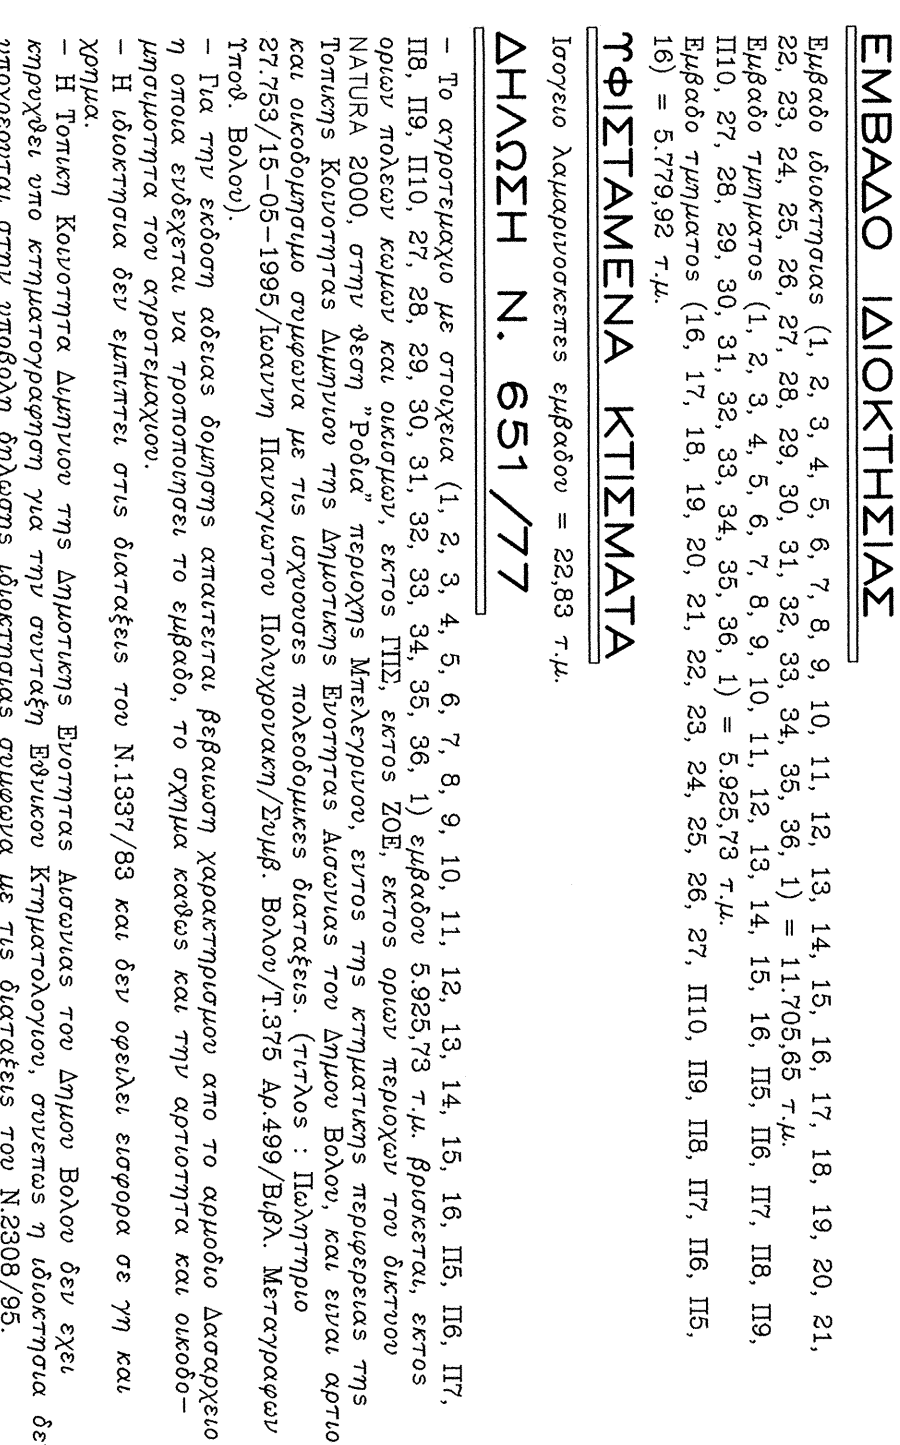 ΕΜΒΑΔΟ ΙΔΙΟΚΤΗΣΙΑΣ
Εμβαδο ιδιοκτησιας (1, 2, 3, 4, 5, 6, 7, 8, 9, 10, 11, 12, 13, 14, 15, 16, 17, 18, 19, 20, 21,
22, 23, 24, 25, 26, 27, 28, 29, 30, 31, 32, 33, 34, 35, 36, 1) = 11.705,65 τ.μ.
Εμβαδο τμηματος (1, 2, 3, 4, 5, 6, 7, 8, 9, 10, 11, 12, 13, 14, 15, 16, Π5, Π6, Π7, Π8, Π9,
Π10, 27, 28, 29, 30, 31, 32, 33, 34, 35, 36, 1) = 5.925,73 τ.μ.
Εμβαδο τμηματος (16, 17, 18, 19, 20, 21, 22, 23, 24, 25, 26, 27, Π10, Π9, Π8, Π7, Π6, Π5,
16) = 5.779,92 τ.μ.
ΥΦΙΣΤΑΜΕΝΑ ΚΤΙΣΜΑΤΑ
Ισογειο λαμαρινοσκεπες εμβαδου = 22,83 τ.μ.
ΔΗΛΩΣΗ Ν. 651/77
– Το αγροτεμαχιο με στοιχεια (1, 2, 3, 4, 5, 6, 7, 8, 9, 10, 11, 12, 13, 14, 15, 16, Π5, Π6, Π7,
Π8, Π9, Π10, 27, 28, 29, 30, 31, 32, 33, 34, 35, 36, 1) εμβαδου 5.925,73 τ.μ. βρισκεται, εκτος
οριων πολεων κωμων και οικισμων, εκτος ΓΠΣ, εκτος ΖΟΕ, εκτος οριων περιοχων του δικτυου
NATURA 2000, στην θεση "Ροδια" περιοχης Μπελεγρινου, εντος της κτηματικης περιφερειας της
Τοπικης Κοινοτητας Διμηνιου της Δημοτικης Ενοτητας Αισωνιας του Δημου Βολου, και ειναι αρτιο
και οικοδομησιμο συμφωνα με τις ισχυουσες πολεοδομικες διαταξεις. (τιτλος : Πωλητηριο
27.753/15–05–1995/Ιωαννη Παναγιωτου Πολυχρονακη/Συμβ. Βολου/Τ.375 Αρ.499/Βιβλ. Μεταγραφων
Υποθ. Βολου).
– Για την εκδοση αδειας δομησης απαιτειται βεβαιωση χαρακτηρισμου απο το αρμοδιο Δασαρχειο
η οποια ενδεχεται να τροποποιησει το εμβαδο, το σχημα καθως και την αρτιοτητα και οικοδο–
μησιμοτητα του αγροτεμαχιου.
– Η ιδιοκτησια δεν εμπιπτει στις διαταξεις του Ν.1337/83 και δεν οφειλει εισφορα σε γη και
χρημα.
– Η Τοπικη Κοινοτητα Διμηνιου της Δημοτικης Ενοτητας Αισωνιας του Δημου Βολου δεν εχει
κηρυχθει υπο κτηματογραφηση για την συνταξη Εθνικου Κτηματολογιου, συνεπως η ιδιοκτησια δε
υποχρεουται στην υποβολη δηλωσης ιδιοκτησιας συμφωνα με τις διαταξεις του Ν.2308/95.